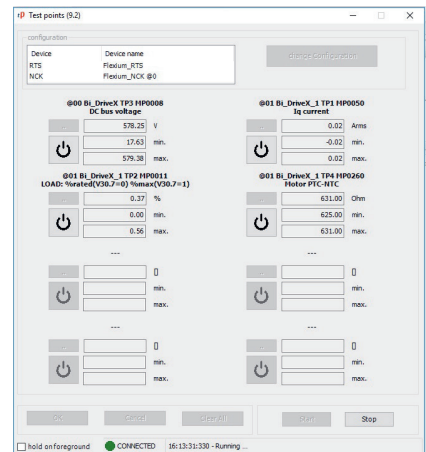 Test points (9.2)
configuration
Device Device name
RTS Flexium_RTS
NCK Flexium_NCK @0
change Configuration
@00 Bi_DriveX TP3 MP0008
DC bus voltage
... 578.25 V
17.63 min.
579.38 max.
@01 Bi_DriveX_1 TP1 MP0050
Iq current
... 0.02 Arms
-0.02 min.
0.02 max.
@01 Bi_DriveX_1 TP2 MP0011
LOAD: %rated(V30.7=0) %max(V30.7=1)
... 0.37 %
0.00 min.
0.56 max.
@01 Bi_DriveX_1 TP4 MP0260
Motor PTC-NTC
... 631.00 Ohm
625.00 min.
631.00 max.
---
... []
min.
max.
---
... []
min.
max.
---
... []
min.
max.
---
... []
min.
max.
OK Cancel Clear All Start Stop
hold on foreground CONNECTED 16:13:31:330 - Running ...